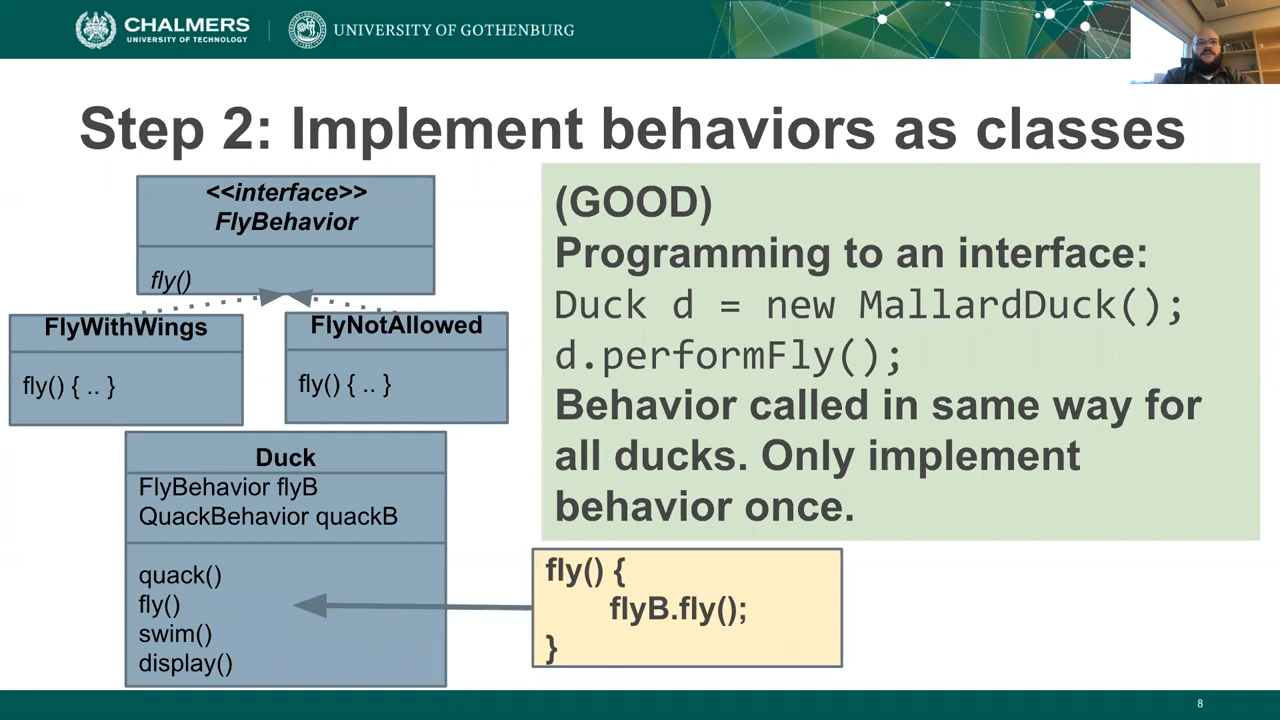 CHALMERS
UNIVERSITY OF TECHNOLOGY
UNIVERSITY OF GOTHENBURG
Step 2: Implement behaviors as classes
<<interface>>
FlyBehavior
fly()
FlyWithWings
fly() { .. }
FlyNotAllowed
fly() { .. }
Duck
FlyBehavior flyB
QuackBehavior quackB
quack()
fly()
swim()
display()
(GOOD)
Programming to an interface:
Duck d = new MallardDuck();
d.performFly();
Behavior called in same way for
all ducks. Only implement
behavior once.
fly() {
flyB.fly();
}
8